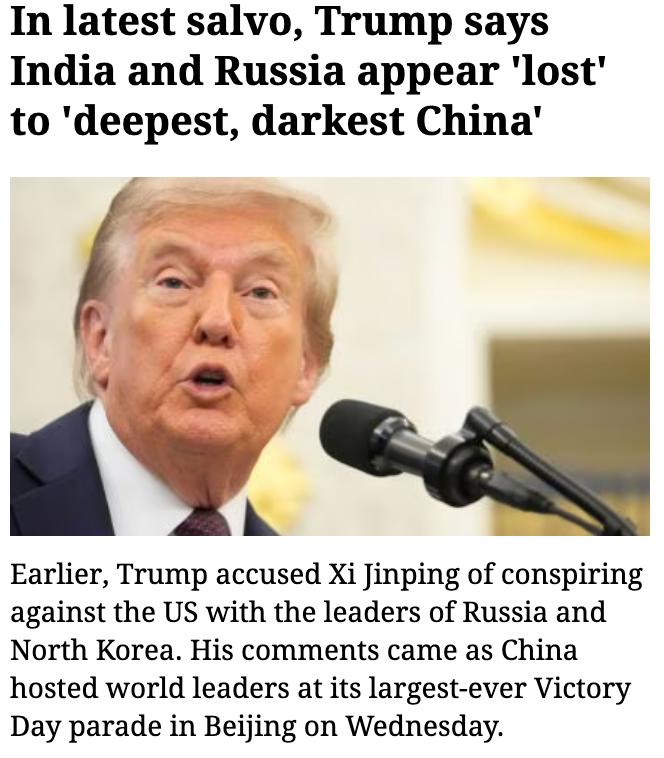 In latest salvo, Trump says
India and Russia appear 'lost'
to 'deepest, darkest China'
Earlier, Trump accused Xi Jinping of conspiring
against the US with the leaders of Russia and
North Korea. His comments came as China
hosted world leaders at its largest-ever Victory
Day parade in Beijing on Wednesday.